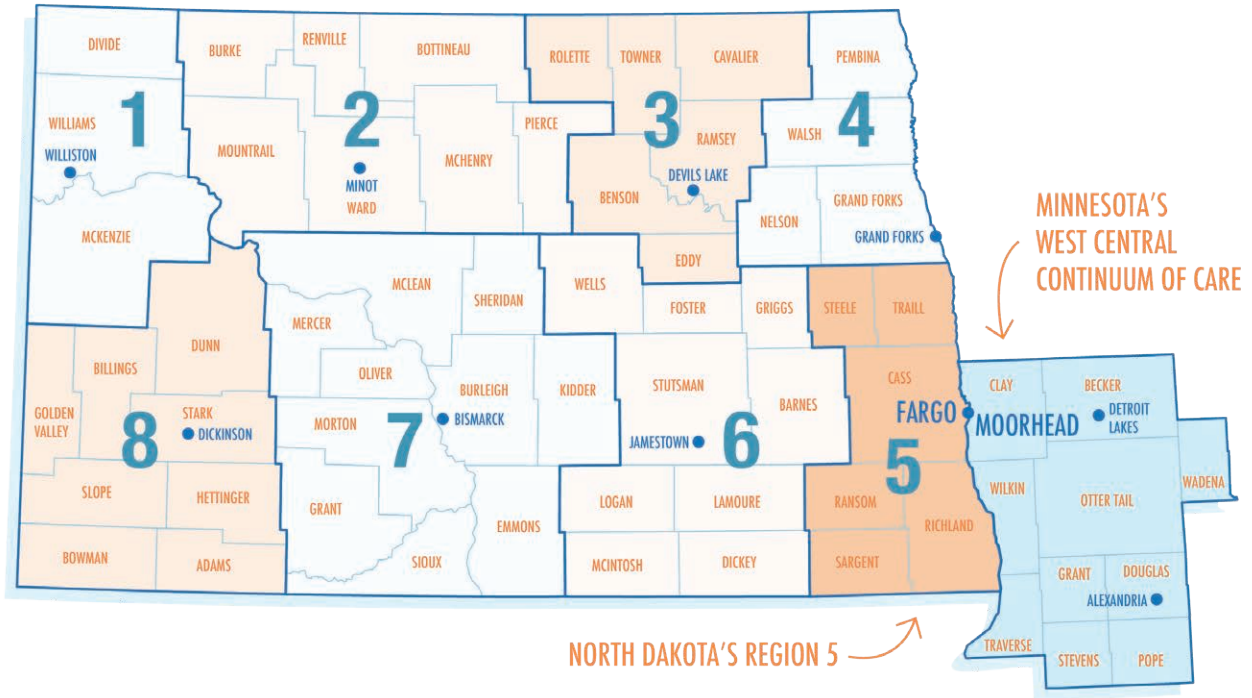 DIVIDE
WILLIAMS
1
WILLISTON
MCKENZIE
BURKE
RENVILLE
BOTTINEAU
2
MOUNTRAIL
MCHENRY
PIERCE
MINOT
WARD
ROLETTE
TOWNER
CAVALIER
3
RAMSEY
BENSON
DEVILS LAKE
EDDY
PEMBINA
4
WALSH
NELSON
GRAND FORKS
GRAND FORKS
MINNESOTA'S
WEST CENTRAL
CONTINUUM OF CARE
DUNN
BILLINGS
GOLDEN
VALLEY
STARK
DICKINSON
8
SLOPE
HETTINGER
BOWMAN
ADAMS
MCLEAN
SHERIDAN
MERCER
OLIVER
BURLEIGH
KIDDER
MORTON
BISMARCK
7
GRANT
EMMONS
SIOUX
WELLS
FOSTER
GRIGGS
STUTSMAN
BARNES
JAMESTOWN
6
LOGAN
LAMOURE
MCINTOSH
DICKEY
STEELE
TRAILL
CASS
FARGO
5
RANSOM
RICHLAND
SARGENT
CLAY
BECKER
MOORHEAD
DETROIT
LAKES
WILKIN
OTTER TAIL
WADENA
GRANT
DOUGLAS
ALEXANDRIA
TRAVERSE
STEVENS
POPE
NORTH DAKOTA'S REGION 5